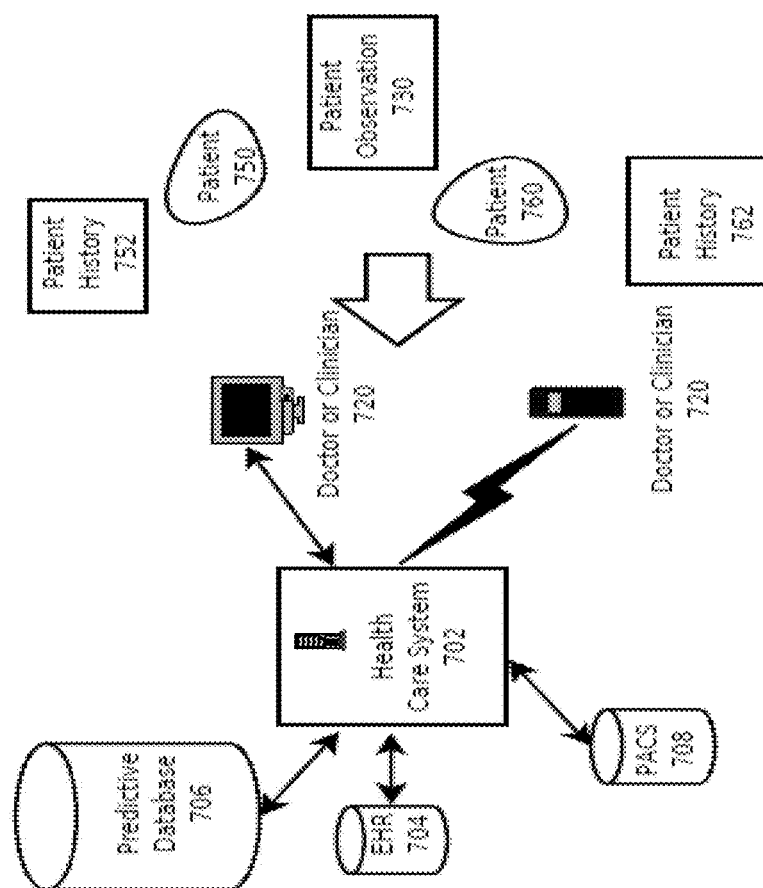 PACS
708
EHR
704
Predictive
Database
706
Health
Care System
702
Doctor or Clinician
720
Doctor or Clinician
720
Patient
History
762
Patient
760
Patient
Observation
730
Patient
750
Patient
History
752